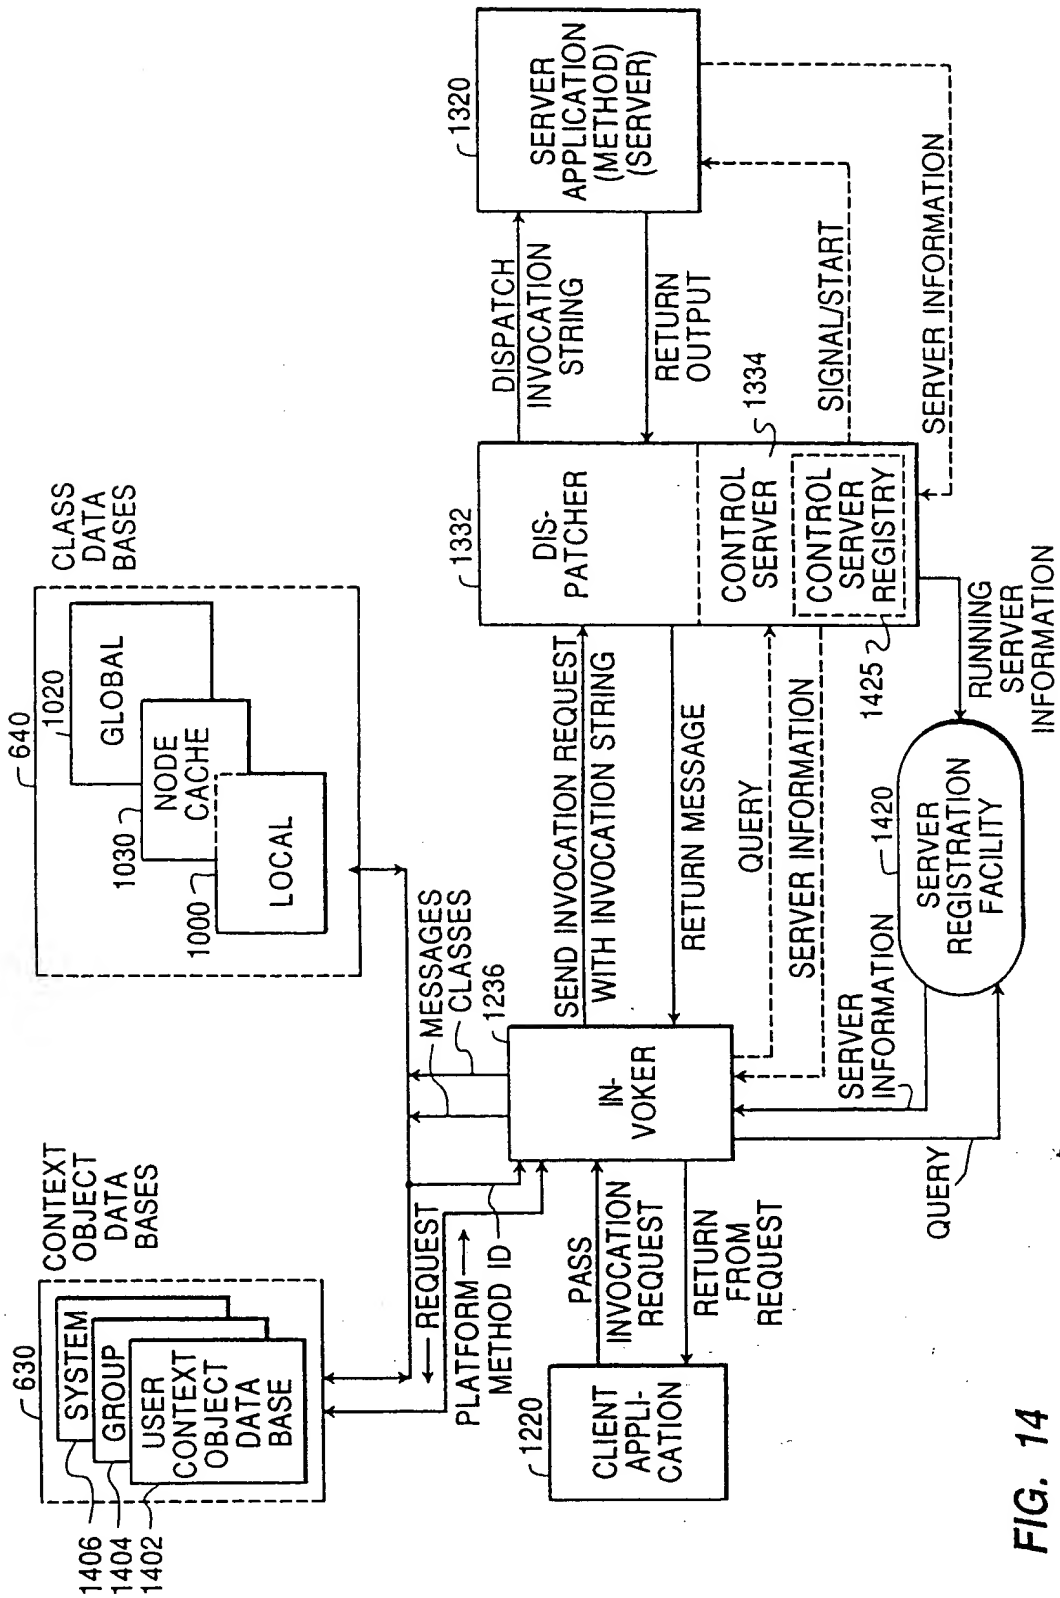 630
1406
1404
1402
SYSTEM
GROUP
USER
CONTEXT
OBJECT
DATA
BASE
CONTEXT
OBJECT
DATA
BASES
640
1020
1030
1000
GLOBAL
NODE
CACHE
LOCAL
CLASS
DATA
BASES
REQUEST
PLATFORM
METHOD ID
MESSAGES
CLASSES
1220
CLIENT
APPLI-
CATION
PASS
INVOCATION
REQUEST
RETURN
FROM
REQUEST
1236
IN-
VOKER
SEND INVOCATION REQUEST
WITH INVOCATION STRING
RETURN MESSAGE
QUERY
SERVER INFORMATION
1332
DIS-
PATCHER
1334
CONTROL
SERVER
CONTROL
SERVER
REGISTRY
1425
DISPATCH
INVOCATION
STRING
RETURN
OUTPUT
SIGNAL/START
SERVER INFORMATION
1320
SERVER
APPLICATION
(METHOD)
(SERVER)
QUERY
SERVER
INFORMATION
1420
SERVER
REGISTRATION
FACILITY
RUNNING
SERVER
INFORMATION
FIG. 14